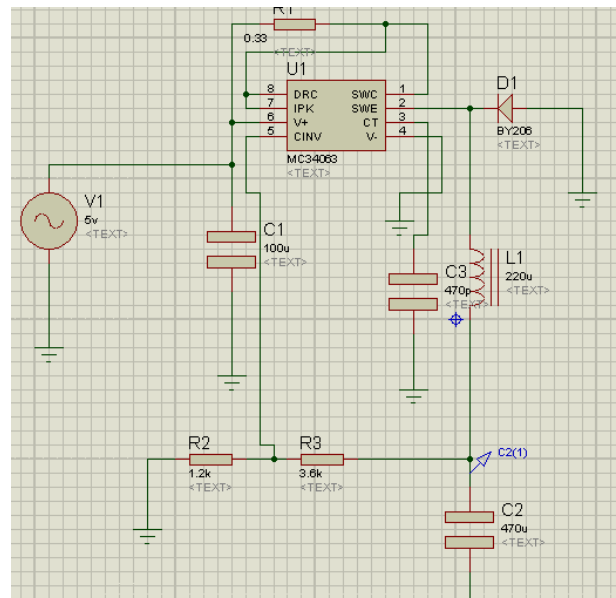 R1
0.33
<TEXT>
U1
8 DRC SWC 1
7 IPK SWE 2
6 V+ CT 3
5 CINV V- 4
MC34063
<TEXT>
D1
BY206
<TEXT>
V1
5v
<TEXT>
C1
100u
<TEXT>
C3
470p
<TEXT>
L1
220u
<TEXT>
R2
1.2k
<TEXT>
R3
3.6k
<TEXT>
C2(1)
C2
470u
<TEXT>